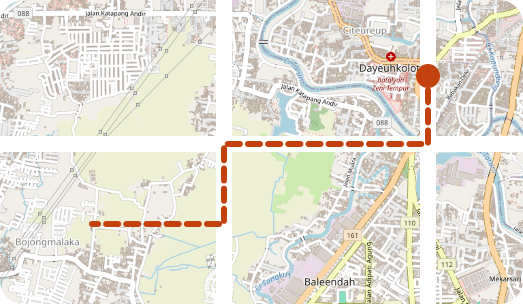 088
Jalan Katapang Andir
Citeureup
Dayeuhkolot
Batalyon
Zeni Tempur
Jalan Katapang Andir
088
110
161
Bojongmalaka
112
Baleendah
Mekarsari